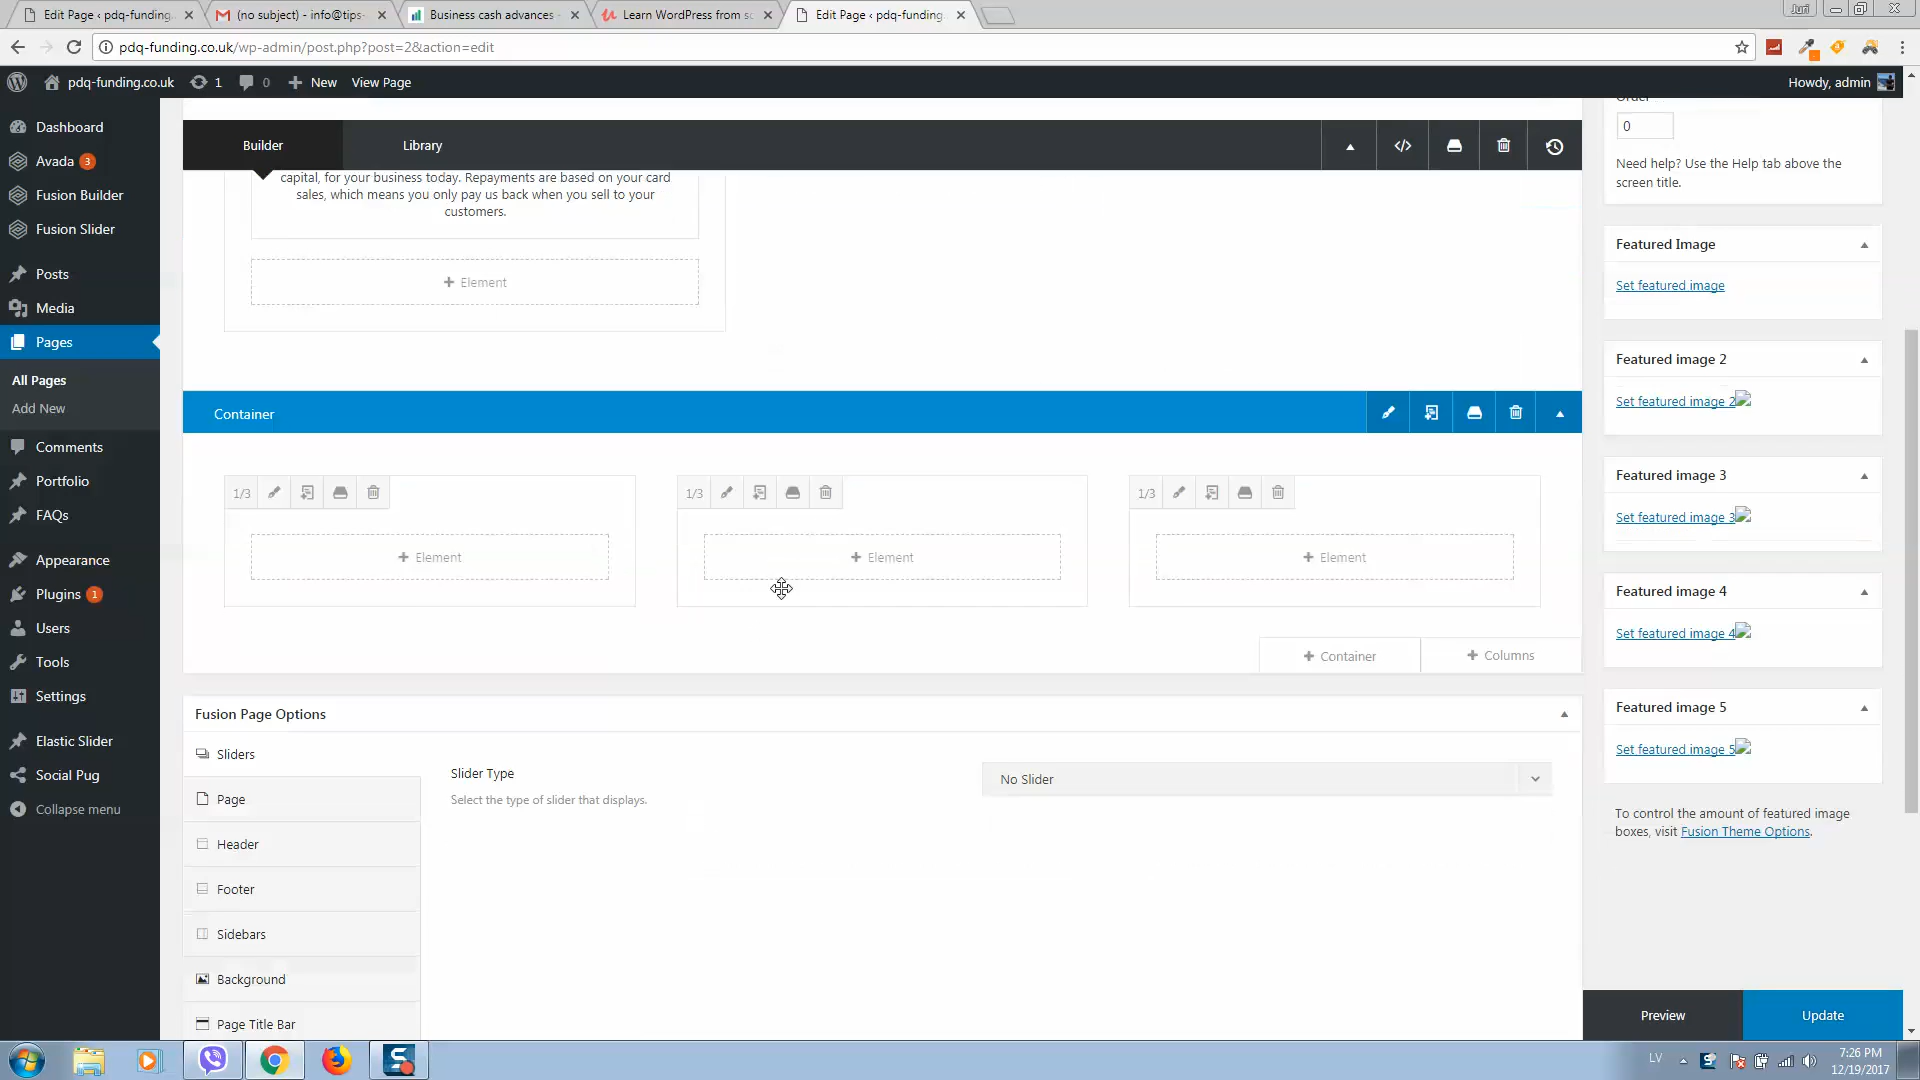 Edit Page ‹ pdq-funding.
(no subject) - info@tips-
Business cash advances -
Learn WordPress from sc
Edit Page ‹ pdq-funding.
Juri
pdq-funding.co.uk/wp-admin/post.php?post=2&action=edit
pdq-funding.co.uk
1
0
New
View Page
Howdy, admin
Dashboard
Avada 3
Fusion Builder
Fusion Slider
Posts
Media
Pages
All Pages
Add New
Comments
Portfolio
FAQs
Appearance
Plugins 1
Users
Tools
Settings
Elastic Slider
Social Pug
Collapse menu
Builder
Library
capital, for your business today. Repayments are based on your card
sales, which means you only pay us back when you sell to your
customers.
+ Element
Container
1/3
1/3
1/3
+ Element
+ Element
+ Element
+ Container
+ Columns
Fusion Page Options
Sliders
Page
Header
Footer
Sidebars
Background
Page Title Bar
Slider Type
Select the type of slider that displays.
No Slider
Order
0
Need help? Use the Help tab above the
screen title.
Featured Image
Set featured image
Featured image 2
Set featured image 2
Featured image 3
Set featured image 3
Featured image 4
Set featured image 4
Featured image 5
Set featured image 5
To control the amount of featured image
boxes, visit Fusion Theme Options.
Preview
Update
LV
7:26 PM
12/19/2017